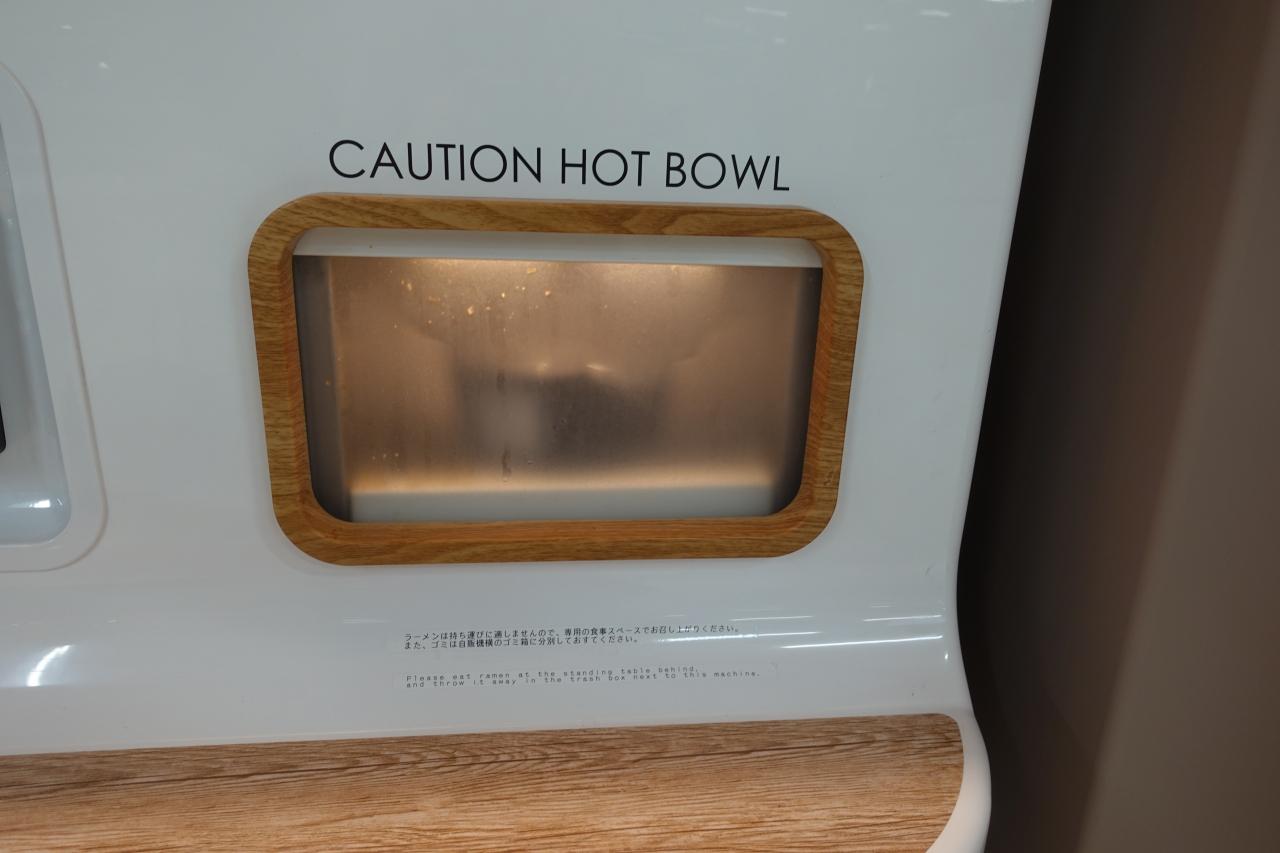 CAUTION HOT BOWL
ラーメンは持ち運びに適しませんので、専用の食事スペースでお召し上がりください。
また、ゴミは自販機横のゴミ箱に分別しておすてください。
Please eat ramen at the standing table behind,
and throw it away in the trash box next to this machine.